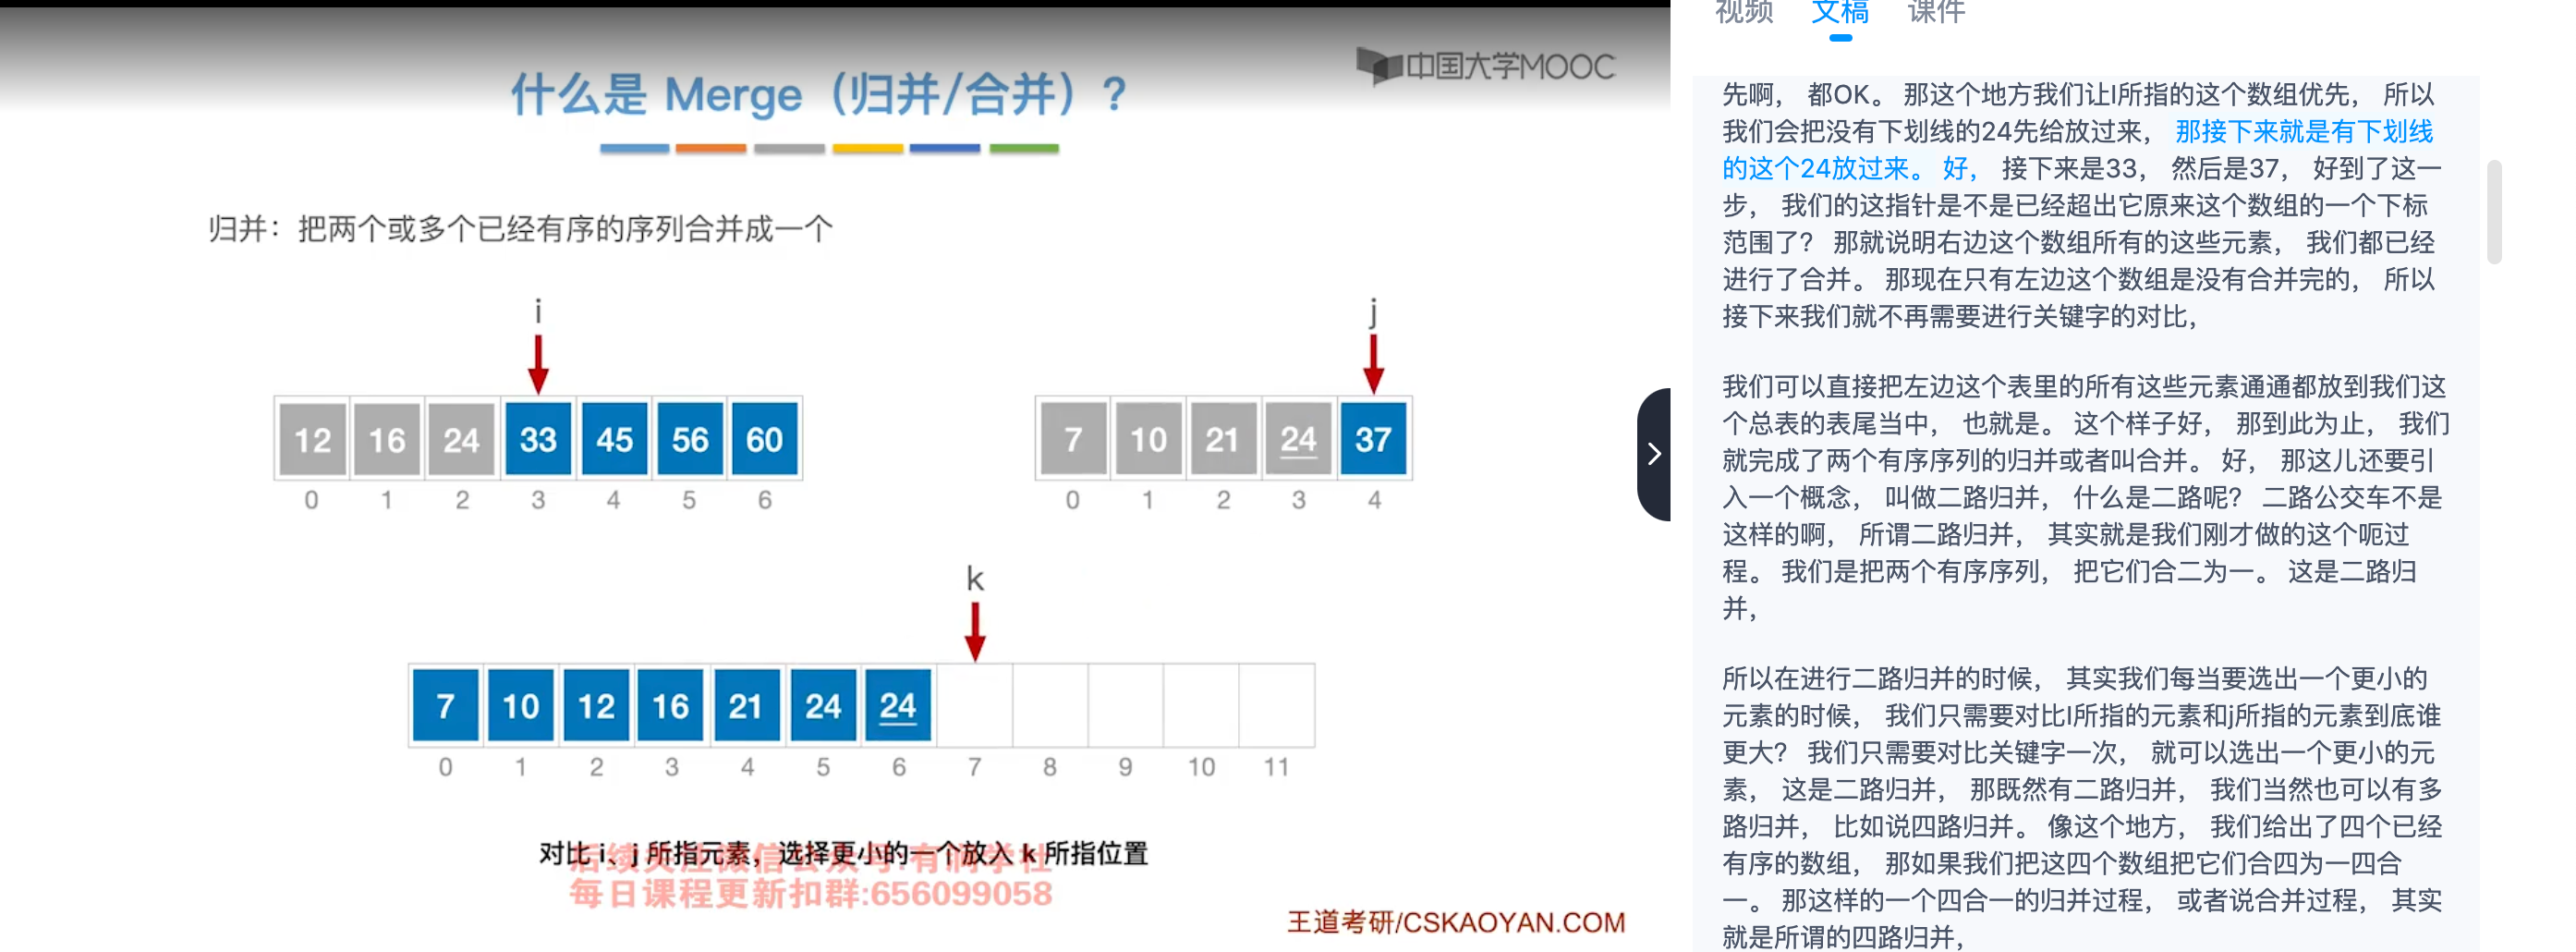 什么是 Merge（归并/合并）?
中国大学MOOC
归并：把两个或多个已经有序的序列合并成一个
i
j
12 16 24 33 45 56 60
0 1 2 3 4 5 6
7 10 21 24 37
0 1 2 3 4
k
7 10 12 16 21 24 24
0 1 2 3 4 5 6 7 8 9 10 11
对比 i、j 所指元素，选择更小的一个放入 k 所指位置
每日课程更新扣群:656099058
王道考研/CSKAOYAN.COM
视频 文稿 课件
先啊， 都OK。 那这个地方我们让I所指的这个数组优先， 所以
我们会把没有下划线的24先给放过来， 那接下来就是有下划线
的这个24放过来。 好， 接下来是33， 然后是37， 好到了这一
步， 我们的这指针是不是已经超出它原来这个数组的一个下标
范围了？ 那就说明右边这个数组所有的这些元素， 我们都已经
进行了合并。 那现在只有左边这个数组是没有合并完的， 所以
接下来我们就不再需要进行关键字的对比，
我们可以直接把左边这个表里的所有这些元素通通都放到我们这
个总表的表尾当中， 也就是。 这个样子好， 那到此为止， 我们
就完成了两个有序序列的归并或者叫合并。 好， 那这儿还要引
入一个概念， 叫做二路归并， 什么是二路呢？ 二路公交车不是
这样的啊， 所谓二路归并， 其实就是我们刚才做的这个呃过
程。 我们是把两个有序序列， 把它们合二为一。 这是二路归
并，
所以在进行二路归并的时候， 其实我们每当要选出一个更小的
元素的时候， 我们只需要对比I所指的元素和j所指的元素到底谁
更大？ 我们只需要对比关键字一次， 就可以选出一个更小的元
素， 这是二路归并， 那既然有二路归并， 我们当然也可以有多
路归并， 比如说四路归并。 像这个地方， 我们给出了四个已经
有序的数组， 那如果我们把这四个数组把它们合四为一四合
一。 那这样的一个四合一的归并过程， 或者说合并过程， 其实
就是所谓的四路归并，